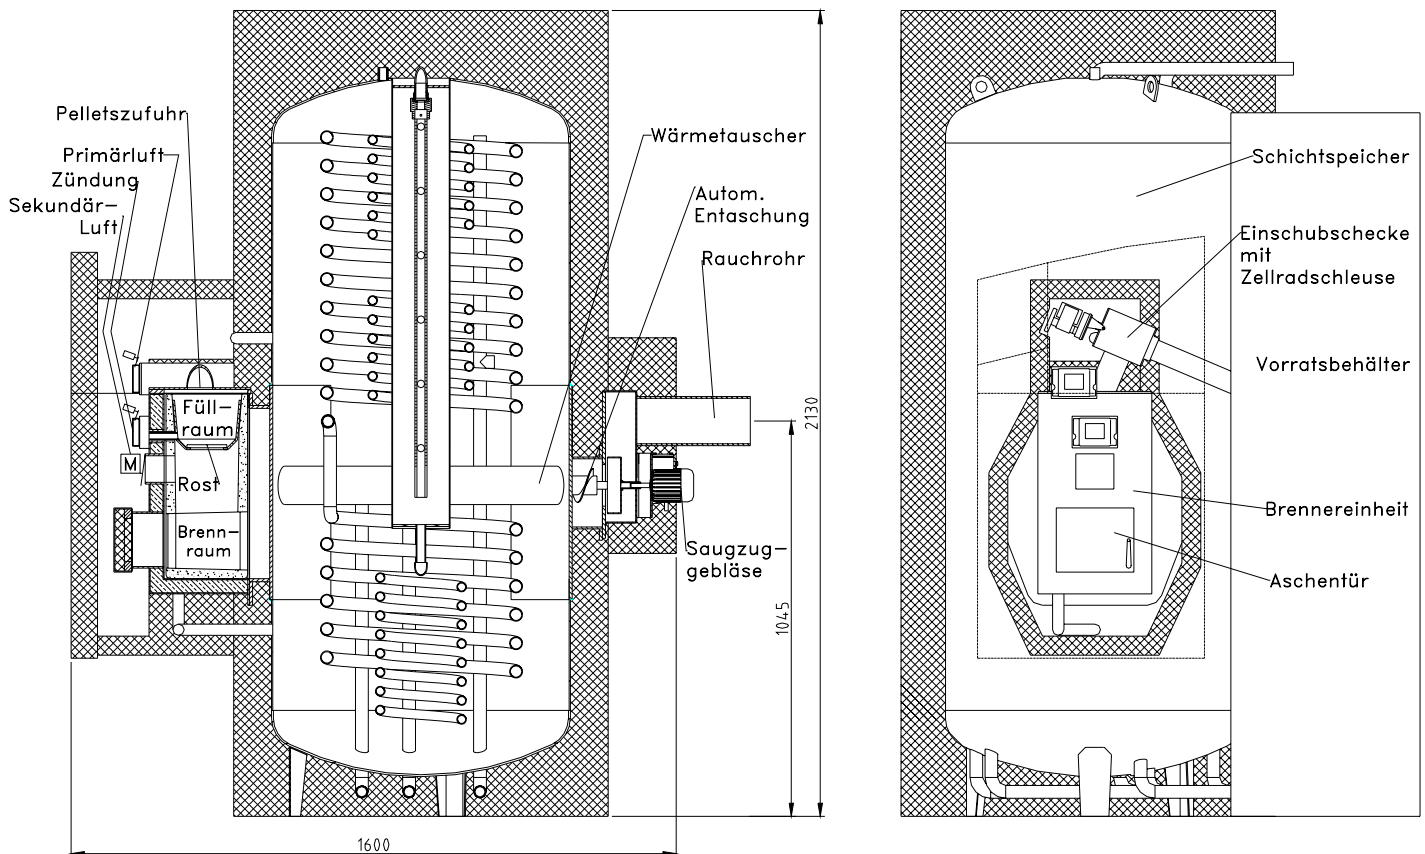 Pelletszufuhr
Primärluft
Zündung
Sekundär-
Luft
M
Füll-
raum
Rost
Brenn-
raum
Wärmetauscher
Autom.
Entaschung
Rauchrohr
Saugzug-
gebläse
2130
1045
1600
Schichtspeicher
Einschubschecke
mit
Zellradschleuse
Vorratsbehälter
Brennereinheit
Aschentür